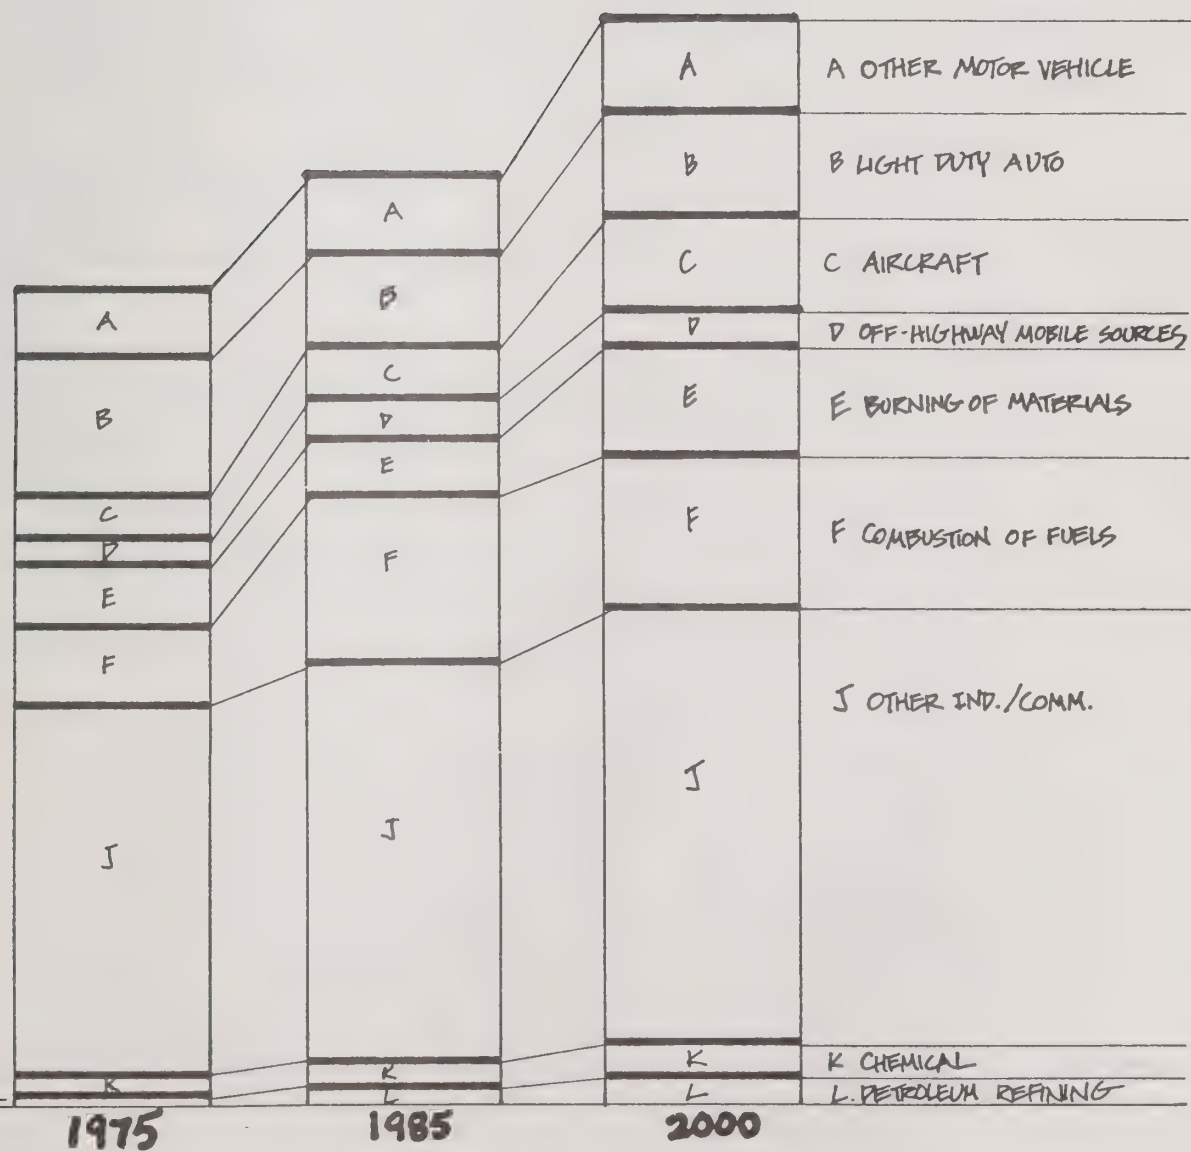 A
B
C
D
E
F
J
K
1975
A
B
C
D
E
F
J
K
L
1985
A
B
C
D
E
F
J
K
L
2000
A OTHER MOTOR VEHICLE
B LIGHT DUTY AUTO
C AIRCRAFT
D OFF-HIGHWAY MOBILE SOURCES
E BURNING OF MATERIALS
F COMBUSTION OF FUELS
J OTHER IND./COMM.
K CHEMICAL
L. PETROLEUM REFINING